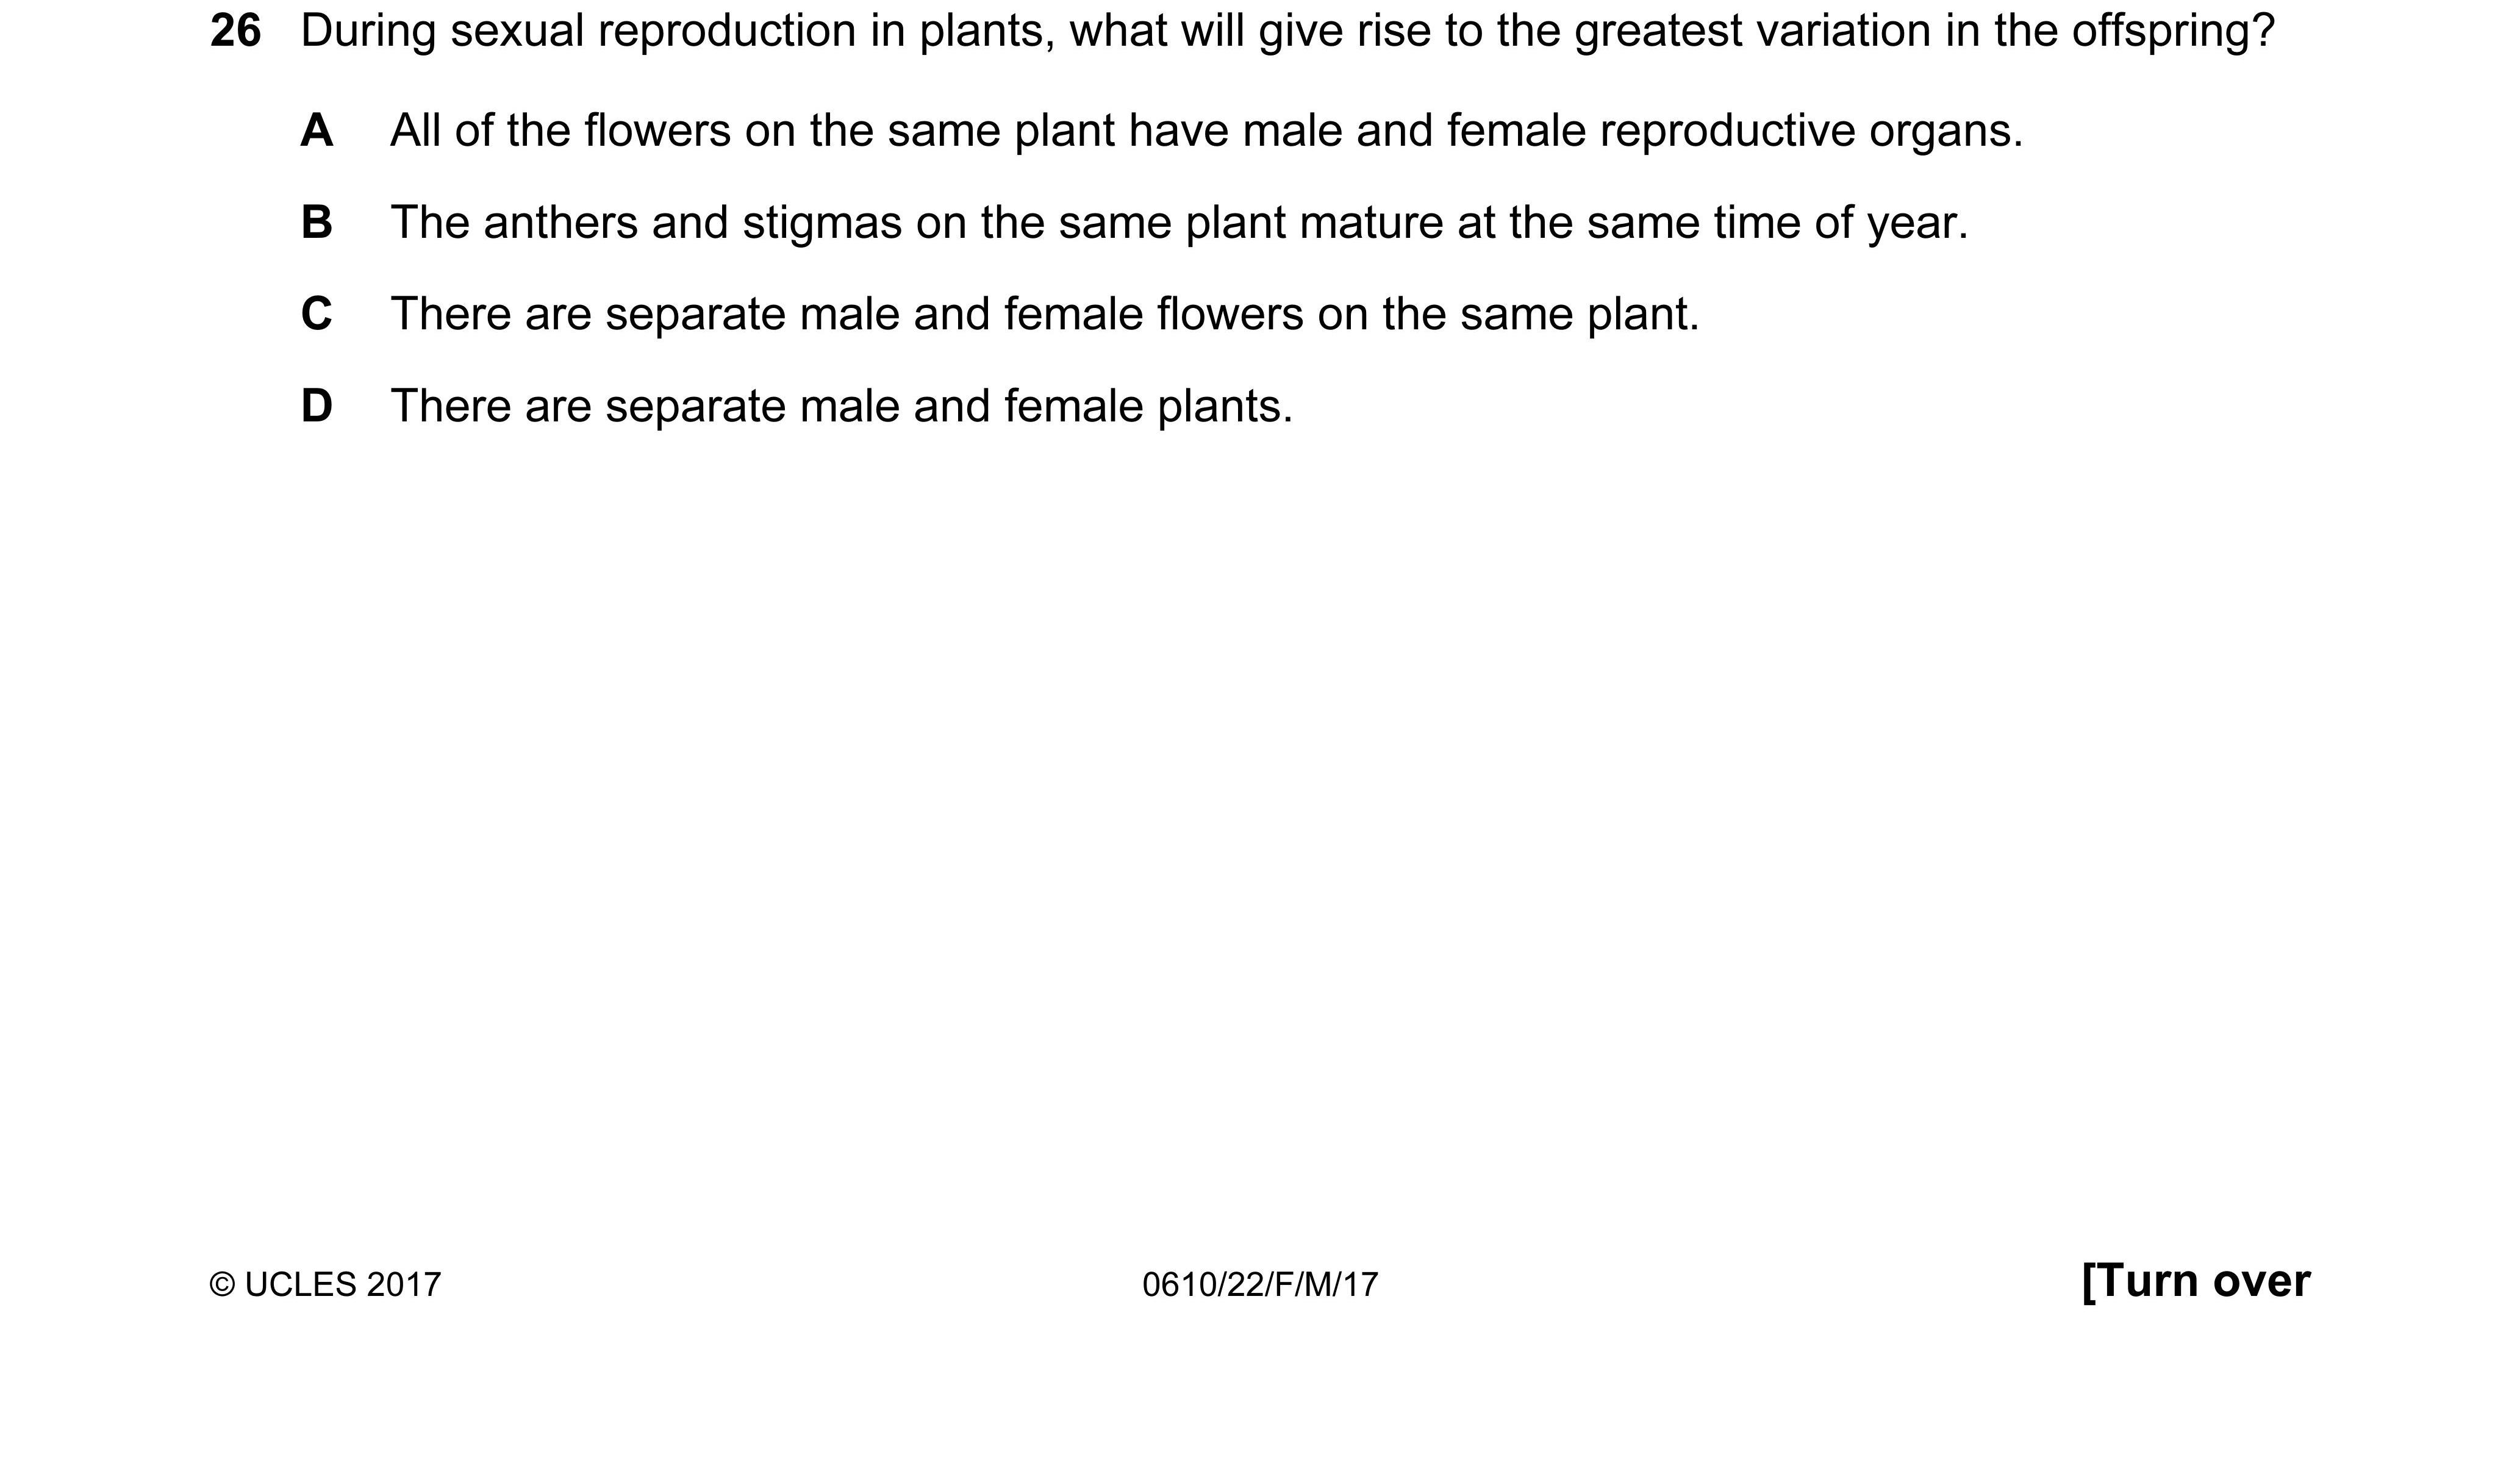 26 During sexual reproduction in plants, what will give rise to the greatest variation in the offspring?
A All of the flowers on the same plant have male and female reproductive organs.
B The anthers and stigmas on the same plant mature at the same time of year.
C There are separate male and female flowers on the same plant.
D There are separate male and female plants.
© UCLES 2017 0610/22/F/M/17 [Turn over